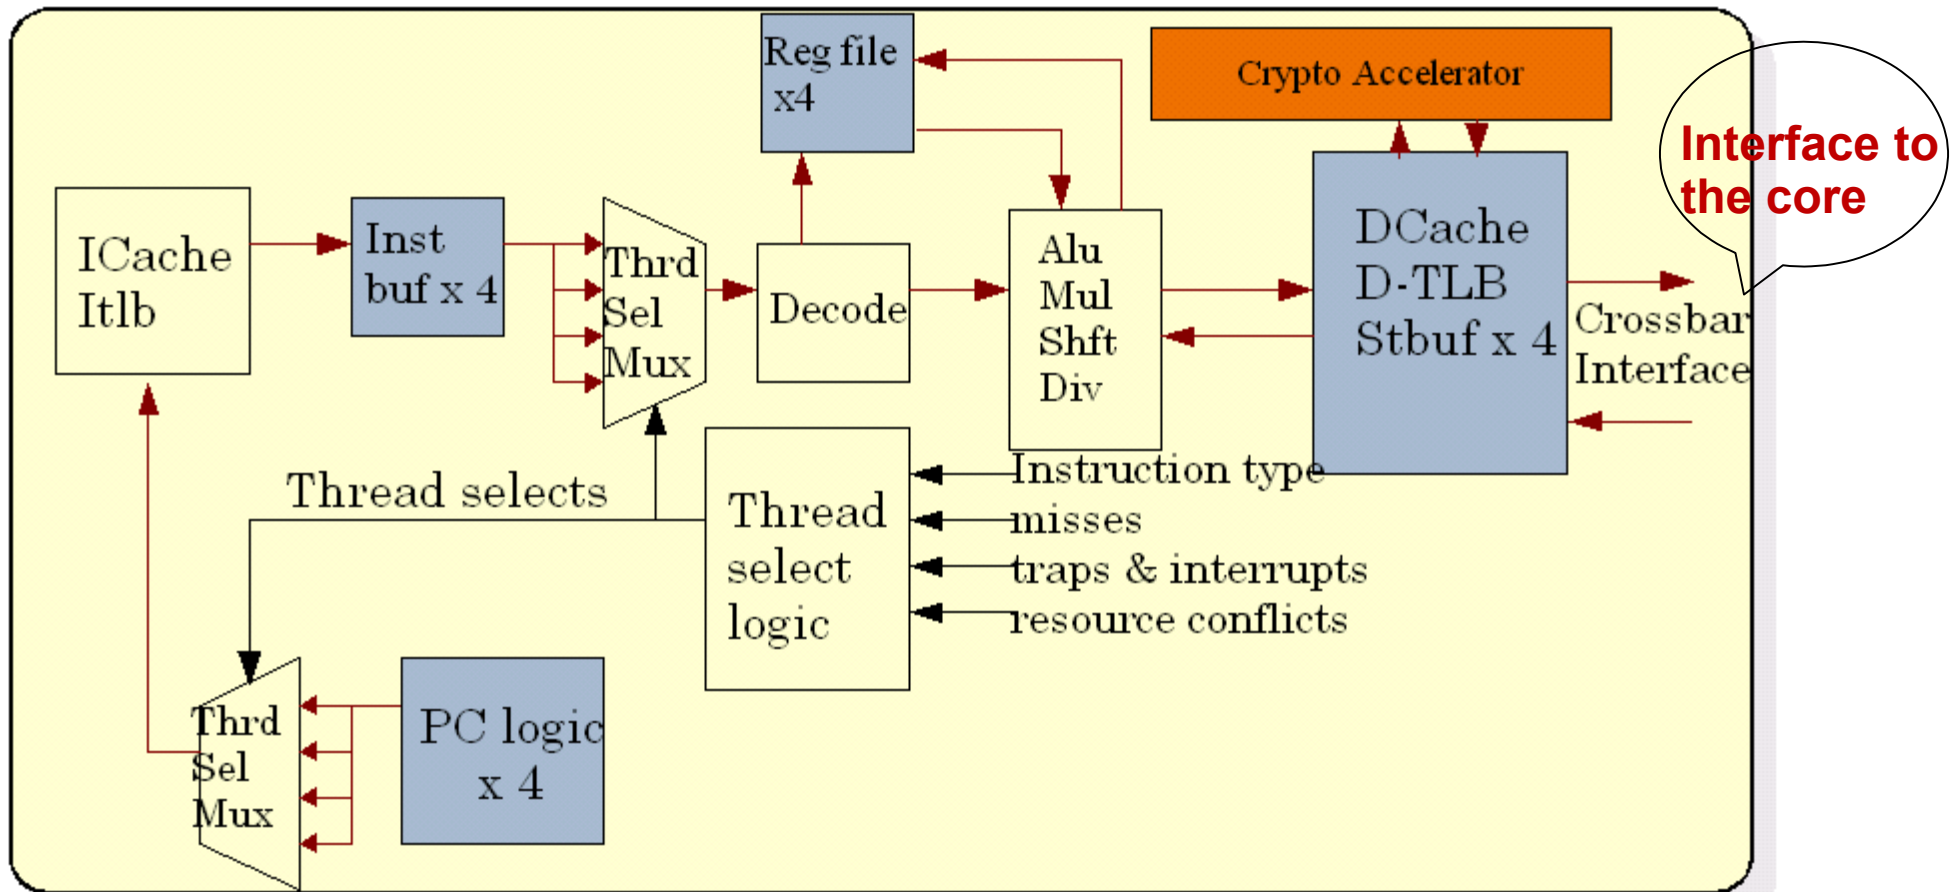 Reg file
x4
Crypto Accelerator
Interface to
the core
ICache
Itlb
Inst
buf x 4
Thrd
Sel
Mux
Decode
Alu
Mul
Shft
Div
DCache
D-TLB
Stbuf x 4
Crossbar
Interface
Thread selects
Thread
select
logic
Instruction type
misses
traps & interrupts
resource conflicts
Thrd
Sel
Mux
PC logic
x 4